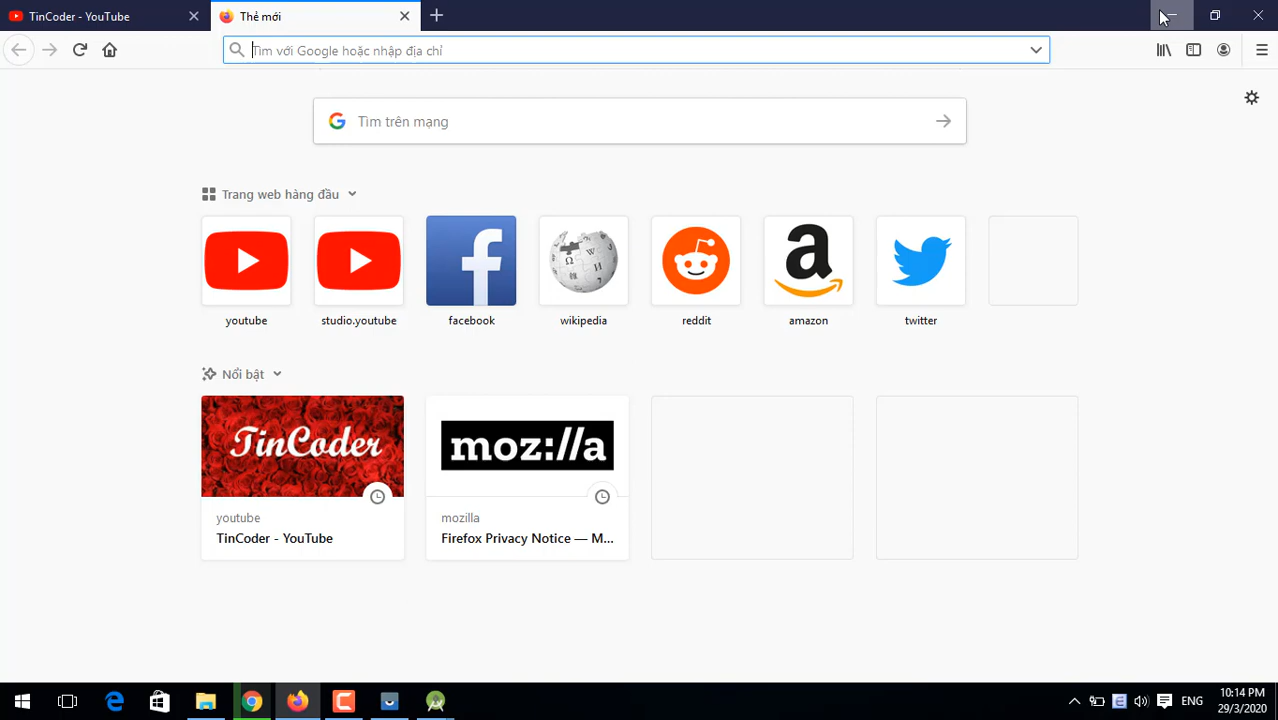 TinCoder - YouTube
Thẻ mới
Tìm với Google hoặc nhập địa chỉ
Tìm trên mạng
Trang web hàng đầu
youtube
studio.youtube
facebook
wikipedia
reddit
amazon
twitter
Nổi bật
TinCoder
moz://a
youtube
TinCoder - YouTube
mozilla
Firefox Privacy Notice — M...
ENG
10:14 PM
29/3/2020